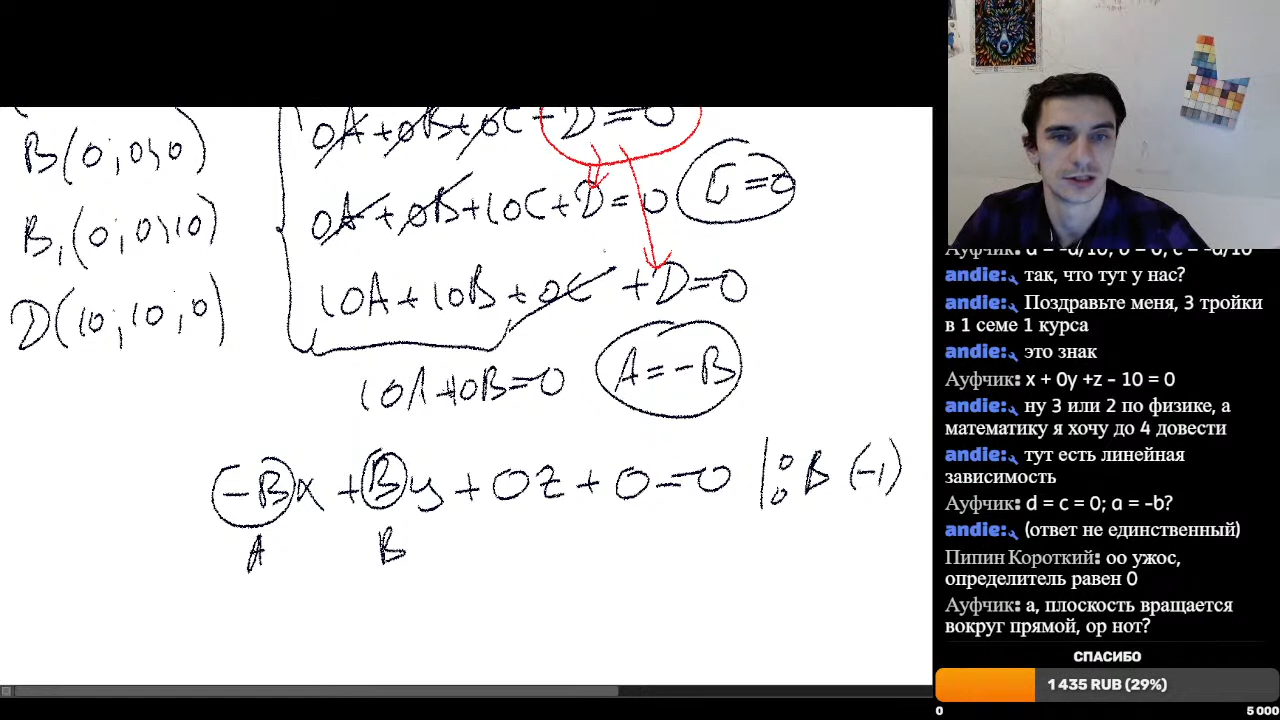 0A + 0B + 0C + D = 0
B(0; 0; 0)
0A + 0B + 10C + D = 0
C = 0
B₁(0; 0; 10)
10A + 10B + 0C + D = 0
D(10; 10; 0)
10A + 10B = 0
A = -B
-Bx + By + 0z + 0 = 0 | : B (-1)
A B
Ауфчик: a = -d/10; b = 0; c = -d/10
andie: так, что тут у нас?
andie: Поздравьте меня, 3 тройки
в 1 семе 1 курса
andie: это знак
Ауфчик: x + 0y +z - 10 = 0
andie: ну 3 или 2 по физике, а
математику я хочу до 4 довести
andie: тут есть линейная
зависимость
Ауфчик: d = c = 0; a = -b?
andie: (ответ не единственный)
Пипин Короткий: оо ужос,
определитель равен 0
Ауфчик: а, плоскость вращается
вокруг прямой, ор нот?
СПАСИБО
1 435 RUB (29%)
0 5 000